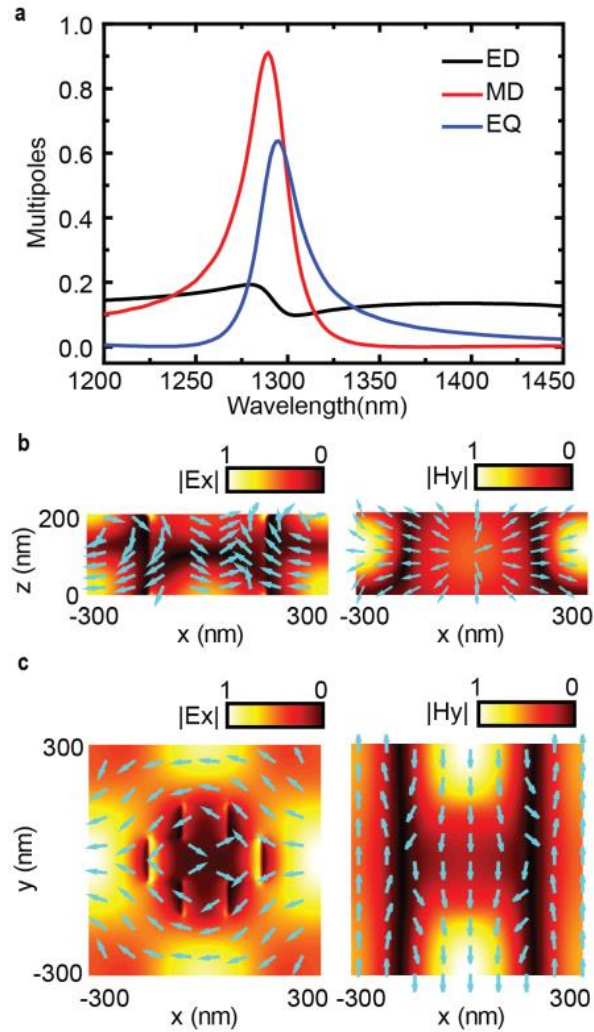 a
1.0
0.8
0.6
0.4
0.2
0.0
Multipoles
ED
MD
EQ
1200 1250 1300 1350 1400 1450
Wavelength(nm)
b
1 0
|Ex|
1 0
|Hy|
200
0
z (nm)
-300 300
x (nm)
-300 300
x (nm)
c
1 0
|Ex|
1 0
|Hy|
300
-300
y (nm)
-300 300
x (nm)
-300 300
x (nm)